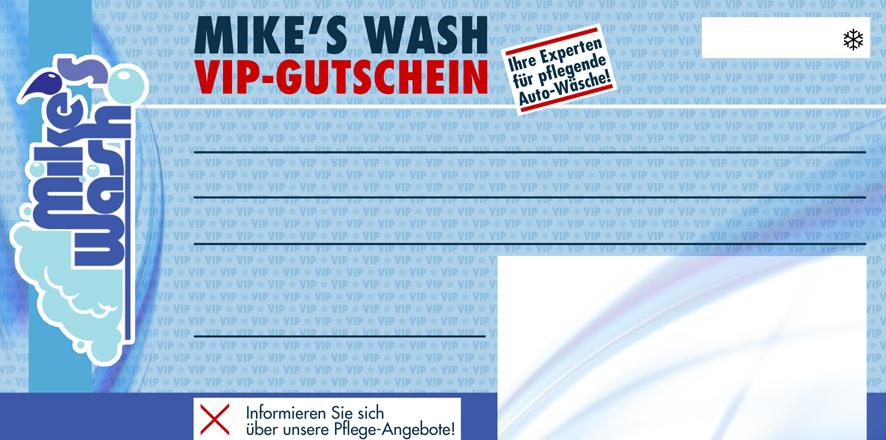 MIKE'S WASH
VIP-GUTSCHEIN
Ihre Experten
für pflegende
Auto-Wäsche!
Mike's
Wash
Informieren Sie sich
über unsere Pflege-Angebote!